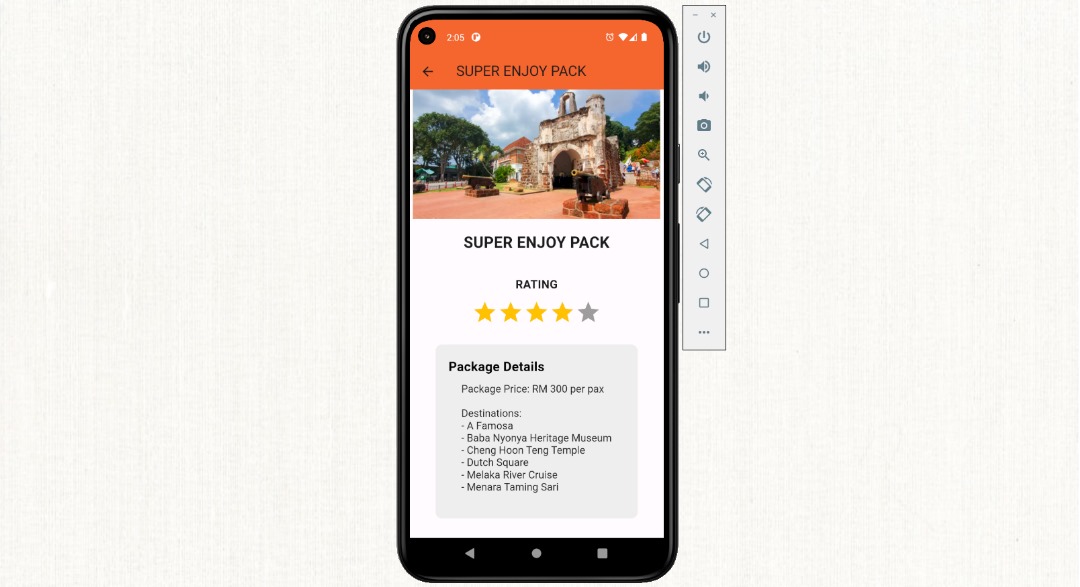 2:05
SUPER ENJOY PACK
SUPER ENJOY PACK
RATING
Package Details
Package Price: RM 300 per pax
Destinations:
- A Famosa
- Baba Nyonya Heritage Museum
- Cheng Hoon Teng Temple
- Dutch Square
- Melaka River Cruise
- Menara Taming Sari